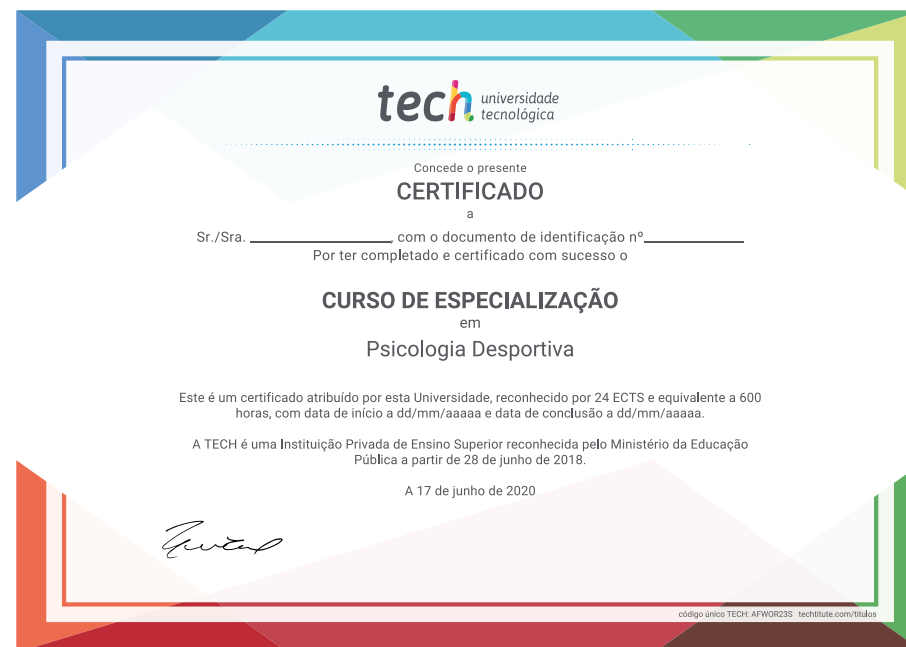 tech universidade
tecnológica
Concede o presente
CERTIFICADO
a
Sr./Sra. , com o documento de identificação nº
Por ter completado e certificado com sucesso o
CURSO DE ESPECIALIZAÇÃO
em
Psicologia Desportiva
Este é um certificado atribuído por esta Universidade, reconhecido por 24 ECTS e equivalente a 600
horas, com data de início a dd/mm/aaaaa e data de conclusão a dd/mm/aaaaa.
A TECH é uma Instituição Privada de Ensino Superior reconhecida pelo Ministério da Educação
Pública a partir de 28 de junho de 2018.
A 17 de junho de 2020
código único TECH: AFWOR23S techtitute.com/titulos